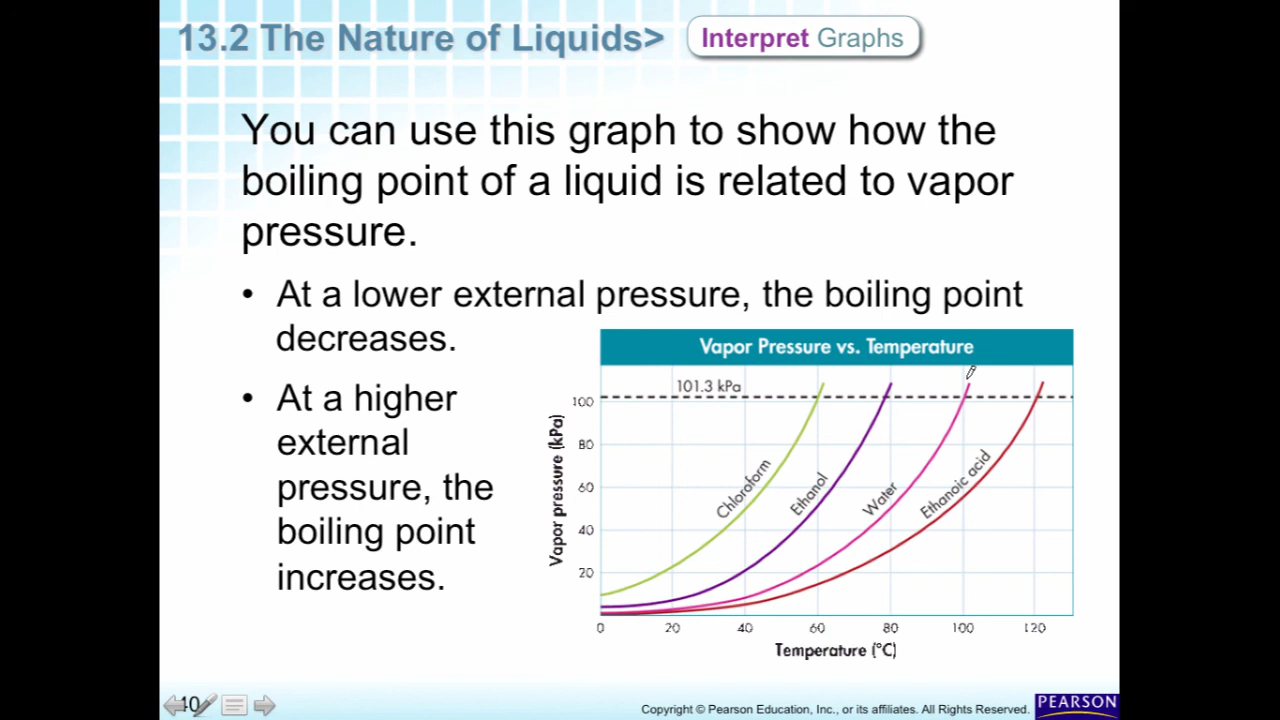 13.2 The Nature of Liquids> Interpret Graphs
You can use this graph to show how the
boiling point of a liquid is related to vapor
pressure.
• At a lower external pressure, the boiling point
decreases.
• At a higher
external
pressure, the
boiling point
increases.
Vapor Pressure vs. Temperature
101.3 kPa
100
80
60
40
20
Vapor pressure (kPa)
Chloroform
Ethanol
Water
Ethanoic acid
0 20 40 60 80 100 120
Temperature (°C)
40
Copyright © Pearson Education, Inc., or its affiliates. All Rights Reserved.
PEARSON